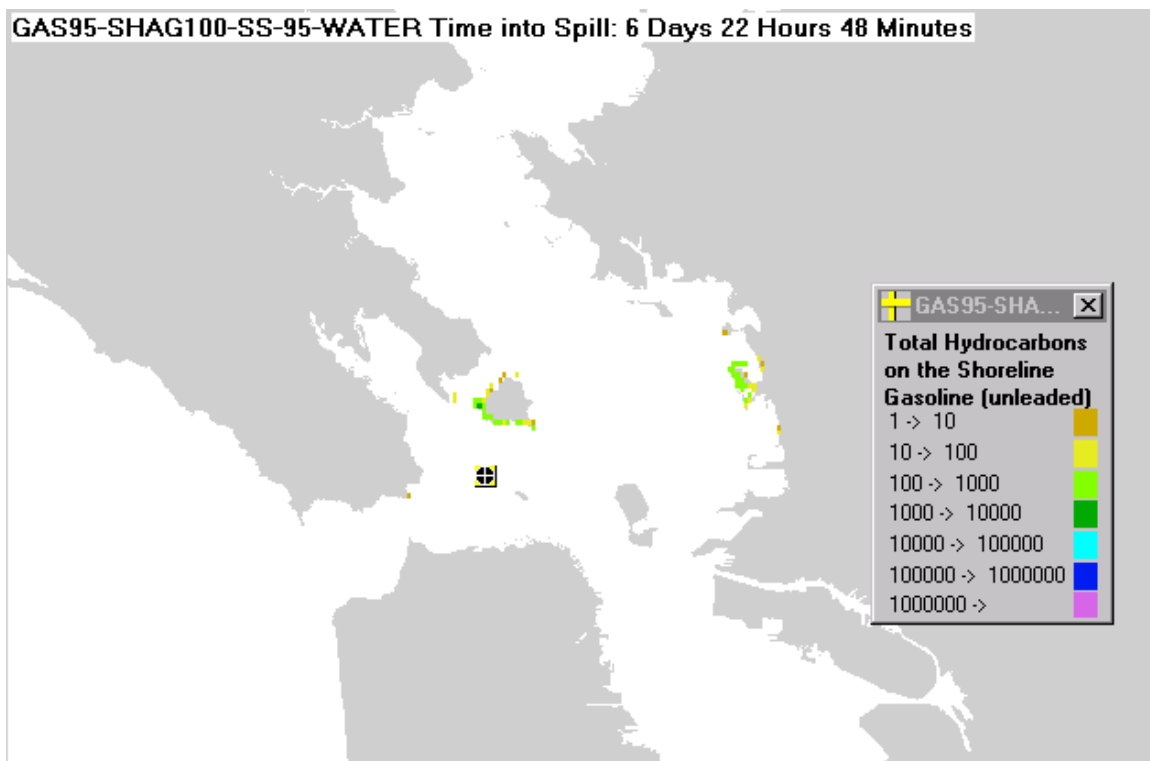 GAS95-SHAG100-SS-95-WATER Time into Spill: 6 Days 22 Hours 48 Minutes
GAS95-SHA...
Total Hydrocarbons
on the Shoreline
Gasoline (unleaded)
1 -> 10
10 -> 100
100 -> 1000
1000 -> 10000
10000 -> 100000
100000 -> 1000000
1000000 ->